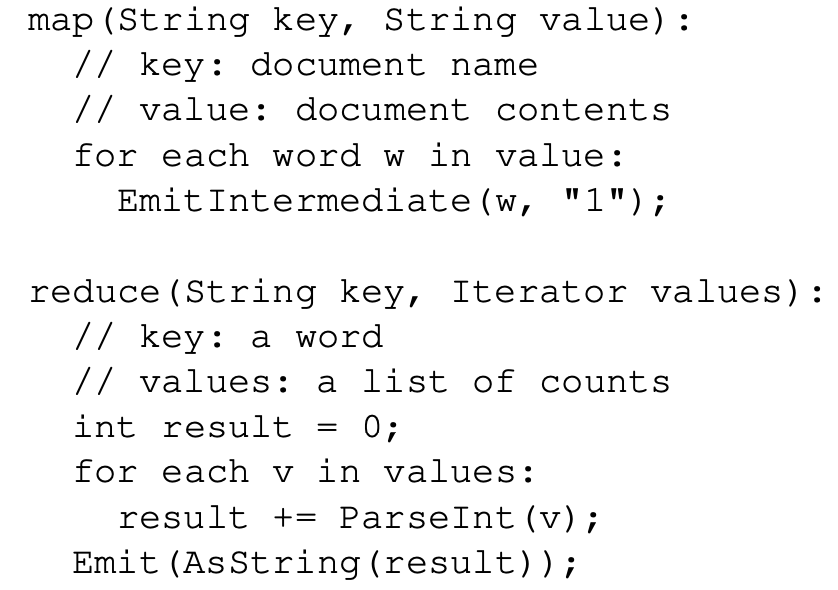 map(String key, String value):
// key: document name
// value: document contents
for each word w in value:
EmitIntermediate(w, "1");
reduce(String key, Iterator values):
// key: a word
// values: a list of counts
int result = 0;
for each v in values:
result += ParseInt(v);
Emit(AsString(result));